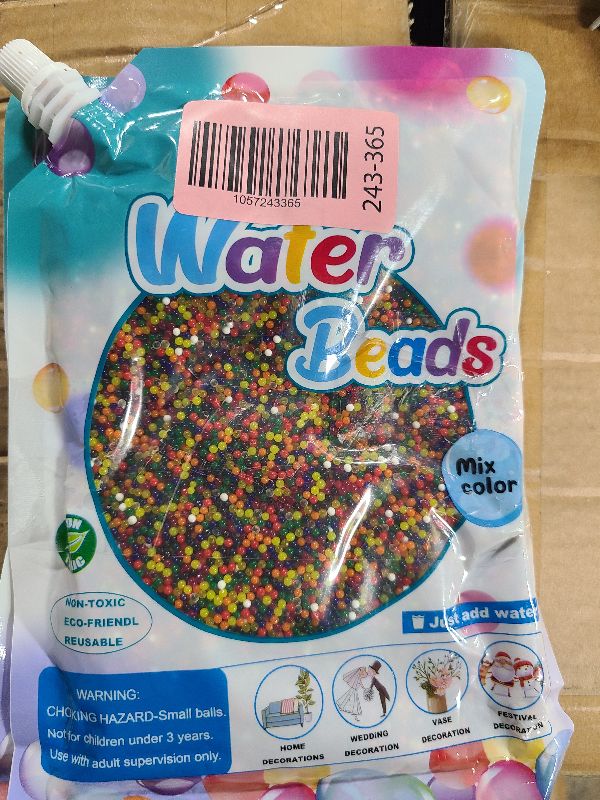 1057243365
243-365
Water
Beads
Mix
color
NON-TOXIC
ECO-FRIENDL
REUSABLE
Just add water
WARNING:
CHOKING HAZARD-Small balls.
Not for children under 3 years.
Use with adult supervision only.
HOME
DECORATIONS
WEDDING
DECORATION
VASE
DECORATION
FESTIVAL
DECORATION